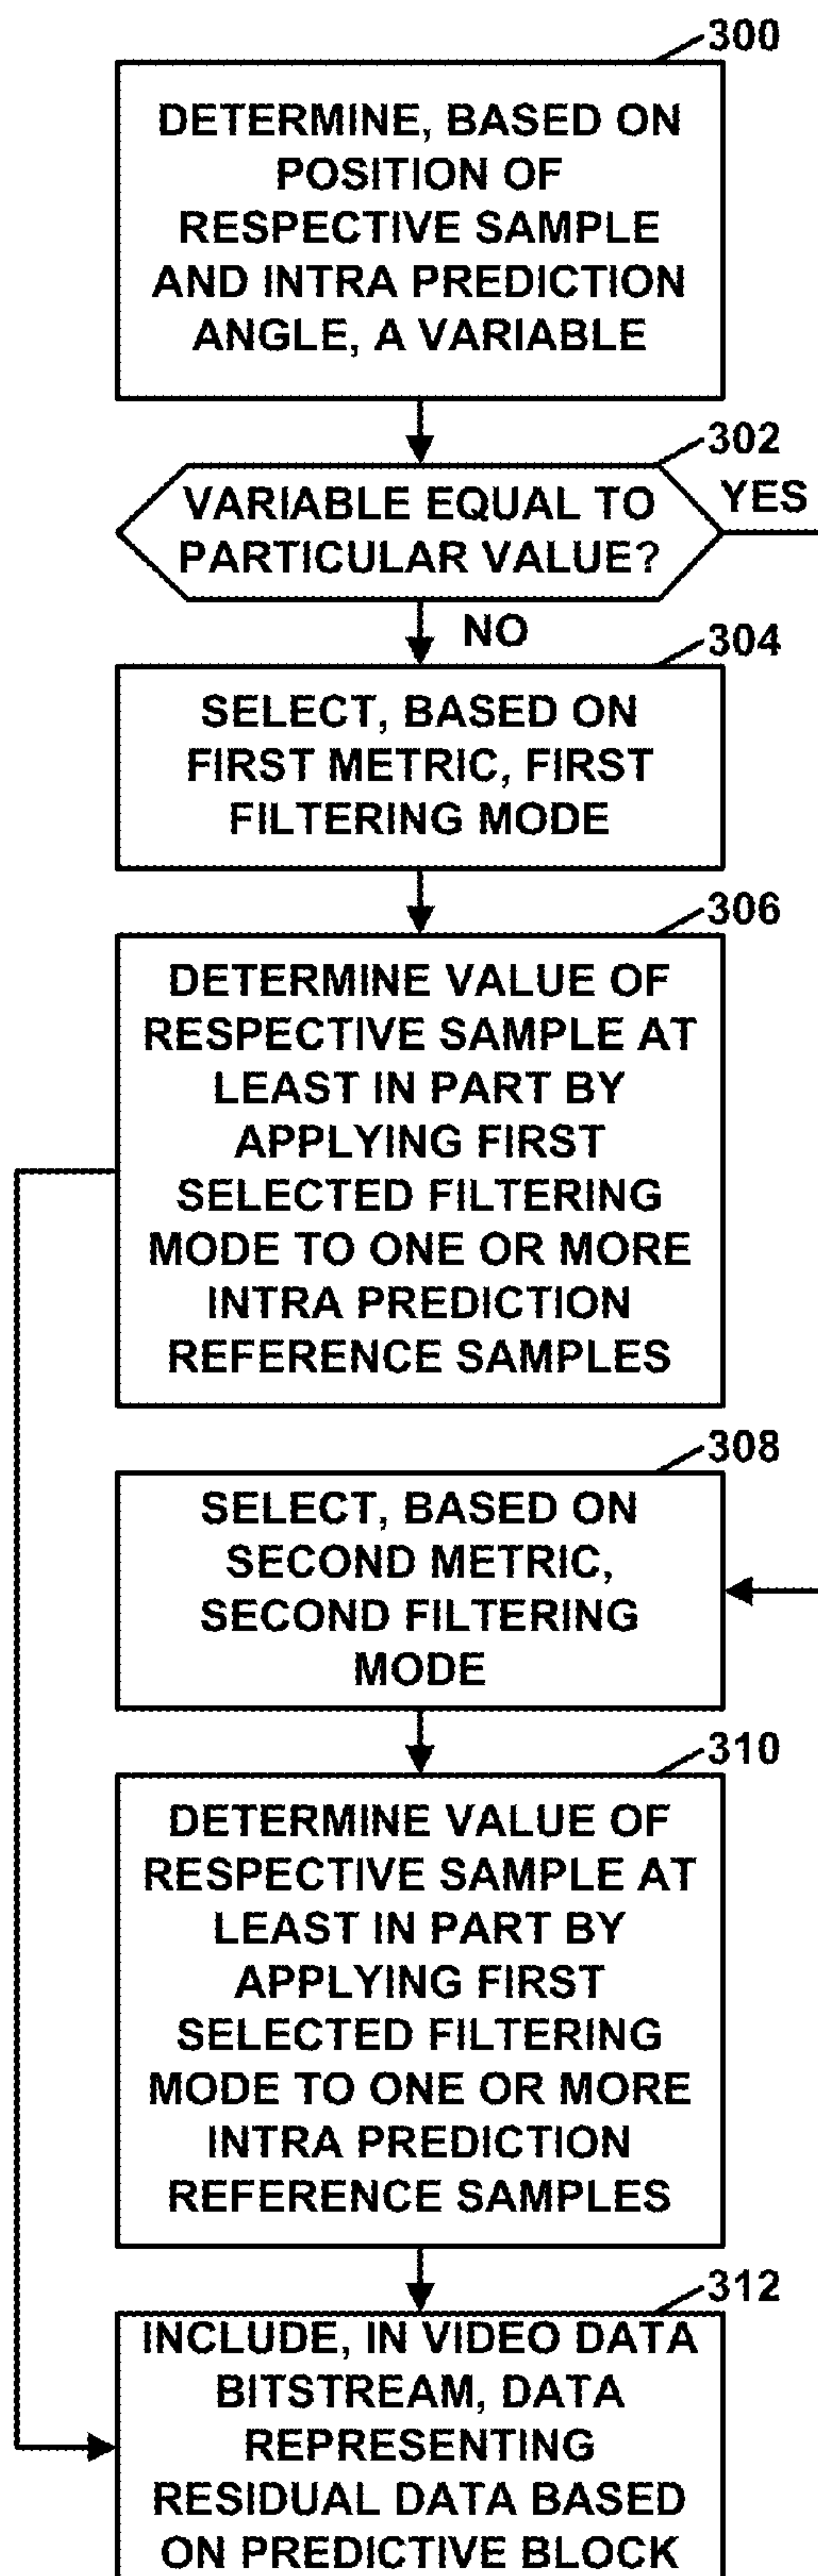 300
DETERMINE, BASED ON
POSITION OF
RESPECTIVE SAMPLE
AND INTRA PREDICTION
ANGLE, A VARIABLE
302
VARIABLE EQUAL TO
PARTICULAR VALUE?
YES
NO
304
SELECT, BASED ON
FIRST METRIC, FIRST
FILTERING MODE
306
DETERMINE VALUE OF
RESPECTIVE SAMPLE AT
LEAST IN PART BY
APPLYING FIRST
SELECTED FILTERING
MODE TO ONE OR MORE
INTRA PREDICTION
REFERENCE SAMPLES
308
SELECT, BASED ON
SECOND METRIC,
SECOND FILTERING
MODE
310
DETERMINE VALUE OF
RESPECTIVE SAMPLE AT
LEAST IN PART BY
APPLYING FIRST
SELECTED FILTERING
MODE TO ONE OR MORE
INTRA PREDICTION
REFERENCE SAMPLES
312
INCLUDE, IN VIDEO DATA
BITSTREAM, DATA
REPRESENTING
RESIDUAL DATA BASED
ON PREDICTIVE BLOCK